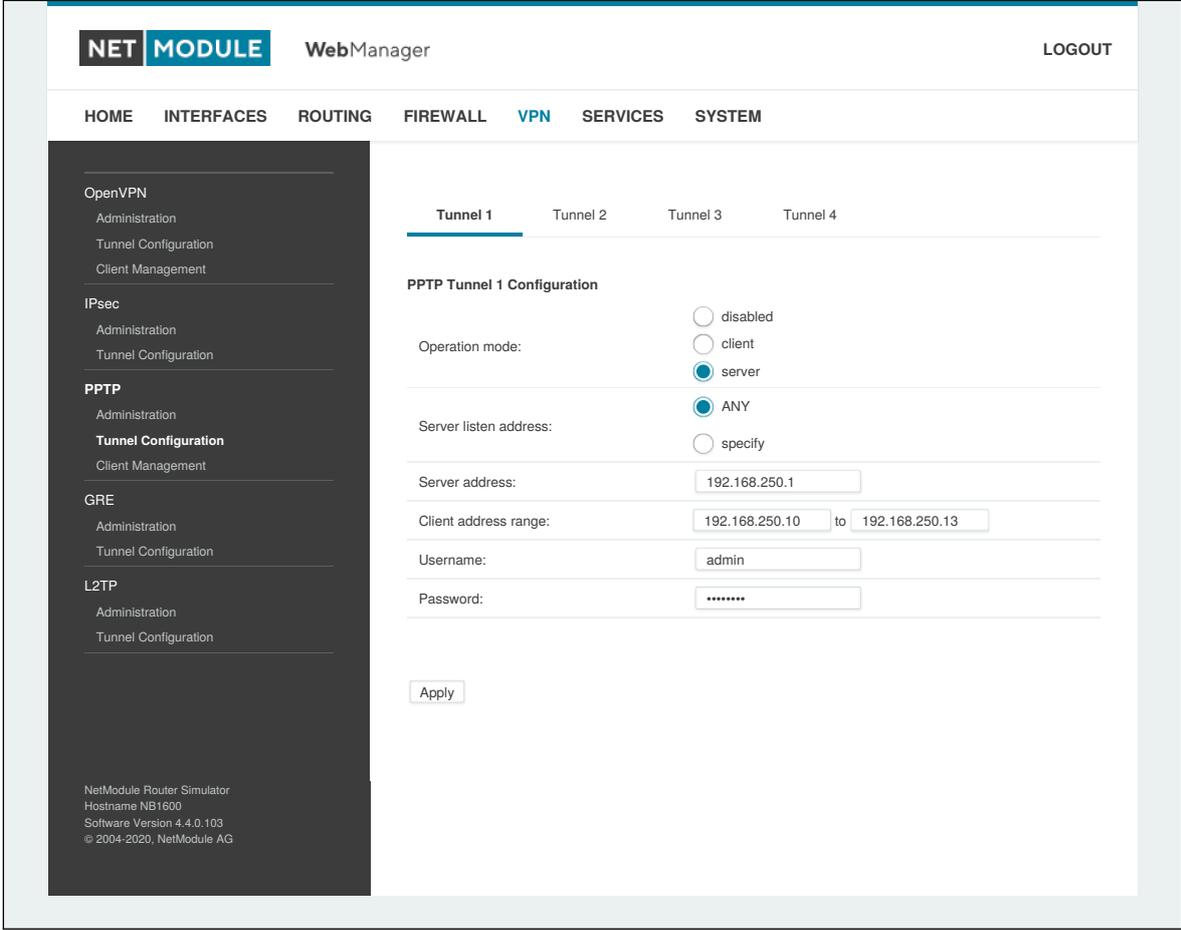 NET MODULE WebManager LOGOUT
HOME INTERFACES ROUTING FIREWALL VPN SERVICES SYSTEM
OpenVPN
Administration
Tunnel Configuration
Client Management
IPsec
Administration
Tunnel Configuration
PPTP
Administration
Tunnel Configuration
Client Management
GRE
Administration
Tunnel Configuration
L2TP
Administration
Tunnel Configuration
NetModule Router Simulator
Hostname NB1600
Software Version 4.4.0.103
© 2004-2020, NetModule AG
Tunnel 1 Tunnel 2 Tunnel 3 Tunnel 4
PPTP Tunnel 1 Configuration
Operation mode:
disabled
client
server
Server listen address:
ANY
specify
Server address: 192.168.250.1
Client address range: 192.168.250.10 to 192.168.250.13
Username: admin
Password: ••••••••
Apply